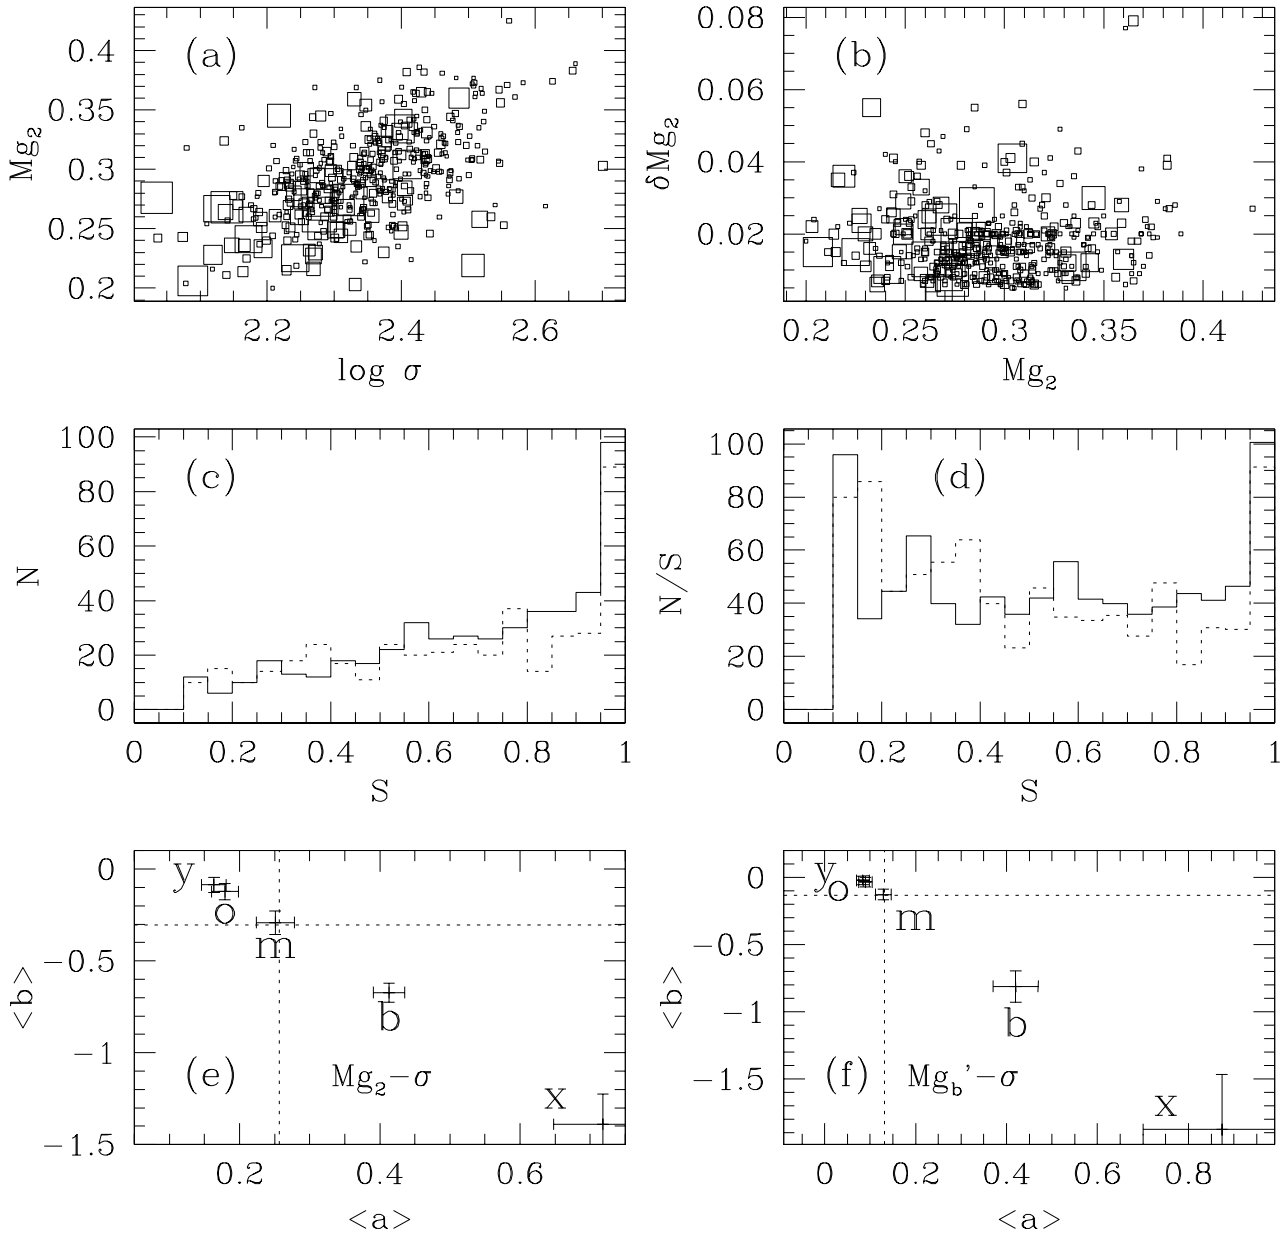 (a)
Mg₂
0.4
0.35
0.3
0.25
0.2
2.2 2.4 2.6
log σ
(b)
δMg₂
0.08
0.06
0.04
0.02
0.2 0.25 0.3 0.35 0.4
Mg₂
(c)
N
100
80
60
40
20
0
0 0.2 0.4 0.6 0.8 1
S
(d)
N/S
100
80
60
40
20
0
0 0.2 0.4 0.6 0.8 1
S
(e)
<b>
0
−0.5
−1
−1.5
y
o
m
b
x
Mg₂−σ
0.2 0.4 0.6
<a>
(f)
<b>
0
−0.5
−1
−1.5
y
o
m
b
x
Mg_b'−σ
0 0.2 0.4 0.6 0.8
<a>